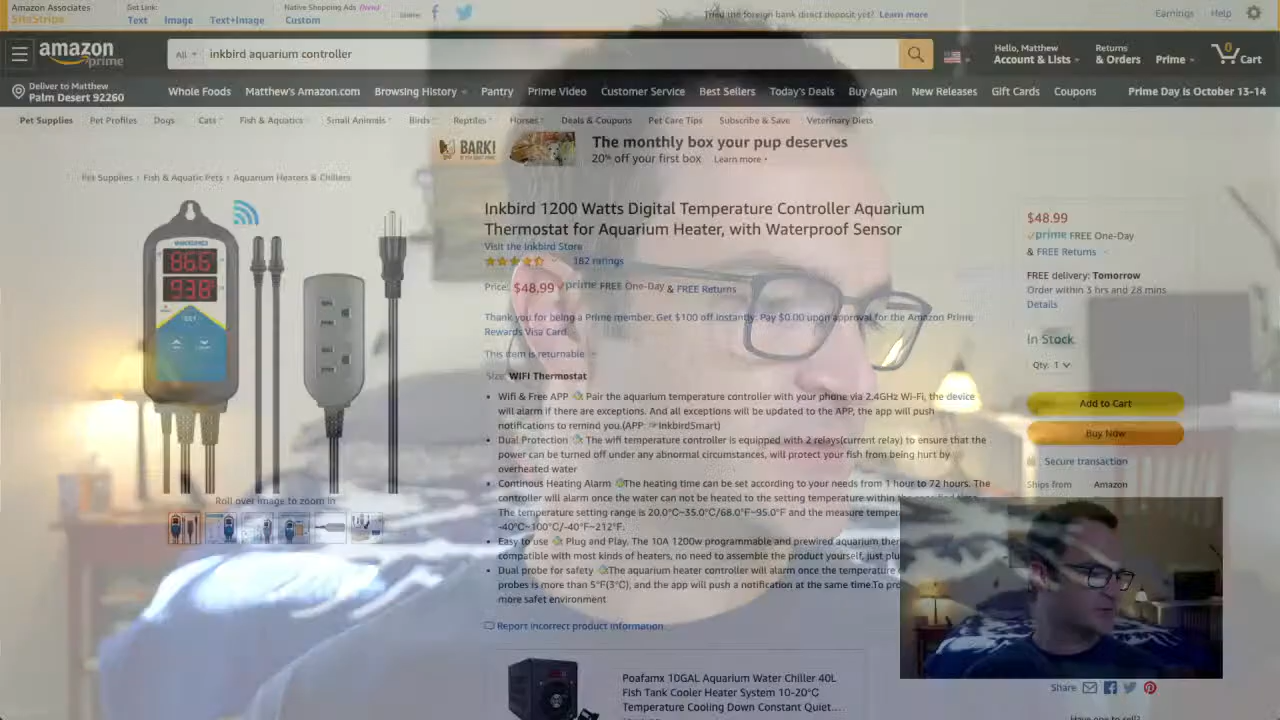 Amazon Associates
SiteStripe
Get Link:
Text Image Text+Image
Native Shopping Ads
Custom
Share:
Tried the foreign bank direct deposit yet? Learn more
Earnings Help
amazon
prime
All
inkbird aquarium controller
Hello, Matthew
Account & Lists
Returns
& Orders
Prime
0
Cart
Deliver to Matthew
Palm Desert 92260
Whole Foods Matthew's Amazon.com Browsing History Pantry Prime Video Customer Service Best Sellers Today's Deals Buy Again New Releases Gift Cards Coupons
Prime Day is October 13-14
Pet Supplies Pet Profiles Dogs Cats Fish & Aquatics Small Animals Birds Reptiles Horses Deals & Coupons Pet Care Tips Subscribe & Save Veterinary Diets
BARK!
The monthly box your pup deserves
20% off your first box Learn more
Pet Supplies › Fish & Aquatic Pets › Aquarium Heaters & Chillers
86.6
93.8
SET
Roll over image to zoom in
Inkbird 1200 Watts Digital Temperature Controller Aquarium
Thermostat for Aquarium Heater, with Waterproof Sensor
Visit the Inkbird Store
162 ratings
Price: $48.99 prime FREE One-Day & FREE Returns
Thank you for being a Prime member. Get $100 off instantly: Pay $0.00 upon approval for the Amazon Prime
Rewards Visa Card.
This item is returnable
Size: WIFI Thermostat
• Wifi & Free APP Pair the aquarium temperature controller with your phone via 2.4GHz Wi-Fi, the device
will alarm if there are exceptions. And all exceptions will be updated to the APP, the app will push
notifications to remind you.(APP: InkbirdSmart)
• Dual Protection The wifi temperature controller is equipped with 2 relays(current relay) to ensure that the
power can be turned off under any abnormal circumstances, will protect your fish from being hurt by
overheated water
• Continous Heating Alarm The heating time can be set according to your needs from 1 hour to 72 hours. The
controller will alarm once the water can not be heated to the setting temperature within the specified time.
The temperature setting range is 20.0℃~35.0℃/68.0℉~95.0℉ and the measure temper
-40℃~100℃/-40℉~212℉.
• Easy to use Plug and Play. The 10A 1200w programmable and prewired aquarium ther
compatible with most kinds of heaters, no need to assemble the product yourself, just plu
• Dual probe for safety The aquarium heater controller will alarm once the temperature
probes is more than 5℉(3℃), and the app will push a notification at the same time.To pro
more safet environment
Report incorrect product information.
Poafamx 10GAL Aquarium Water Chiller 40L
Fish Tank Cooler Heater System 10-20℃
Temperature Cooling Down Constant Quiet...
$48.99
prime FREE One-Day
& FREE Returns
FREE delivery: Tomorrow
Order within 3 hrs and 28 mins
Details
In Stock.
Qty: 1
Add to Cart
Buy Now
Secure transaction
Ships from Amazon
Share
Have one to sell?